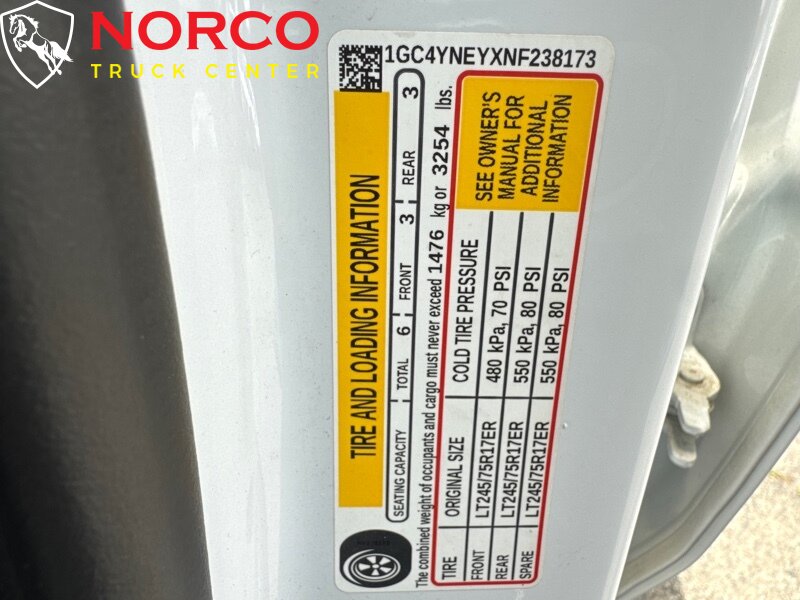 NORCO
TRUCK CENTER
1GC4YNEYXNF238173
TIRE AND LOADING INFORMATION
SEATING CAPACITY TOTAL 6 FRONT 3 REAR 3
The combined weight of occupants and cargo must never exceed 1476 kg or 3254 lbs.
TIRE ORIGINAL SIZE COLD TIRE PRESSURE
FRONT LT245/75R17ER 480 kPa, 70 PSI
REAR LT245/75R17ER 550 kPa, 80 PSI
SPARE LT245/75R17ER 550 kPa, 80 PSI
SEE OWNER'S
MANUAL FOR
ADDITIONAL
INFORMATION